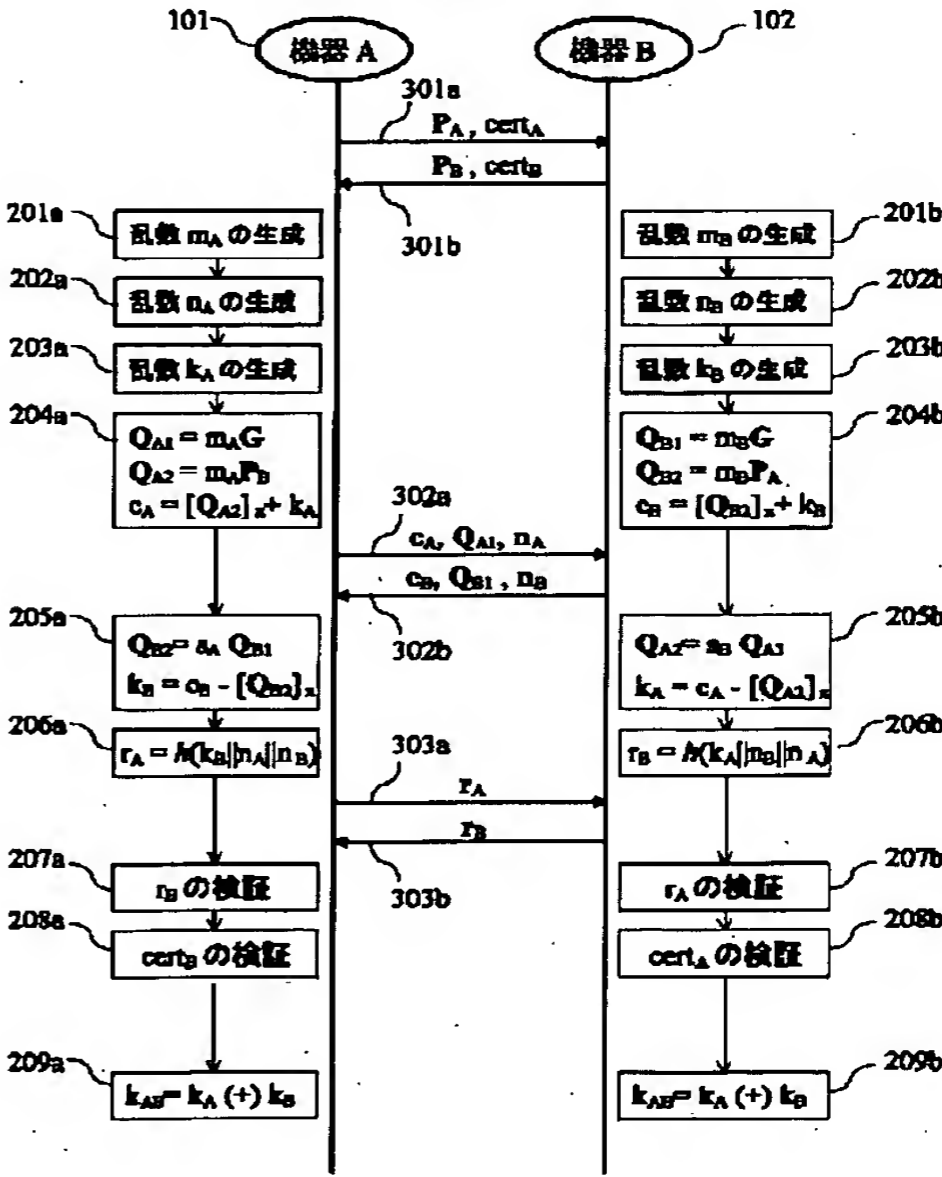 101
機器 A
機器 B
102
301a
P_A, cert_A
P_B, cert_B
301b
201a
乱数 m_A の生成
乱数 m_B の生成
201b
202a
乱数 n_A の生成
乱数 n_B の生成
202b
203a
乱数 k_A の生成
乱数 k_B の生成
203b
204a
Q_A1 = m_A G
Q_A2 = m_A P_B
c_A = [Q_A2]_x + k_A
204b
Q_B1 = m_B G
Q_B2 = m_B P_A
c_B = [Q_B2]_x + k_B
302a
c_A, Q_A1, n_A
c_B, Q_B1, n_B
302b
205a
Q_B2 = s_A Q_B1
k_B = c_B - [Q_B2]_x
205b
Q_A2 = s_B Q_A1
k_A = c_A - [Q_A2]_x
206a
r_A = h(k_B||n_A||n_B)
206b
r_B = h(k_A||n_B||n_A)
303a
r_A
r_B
303b
207a
r_B の検証
r_A の検証
207b
208a
cert_B の検証
cert_A の検証
208b
209a
k_AB = k_A (+) k_B
k_AB = k_A (+) k_B
209b